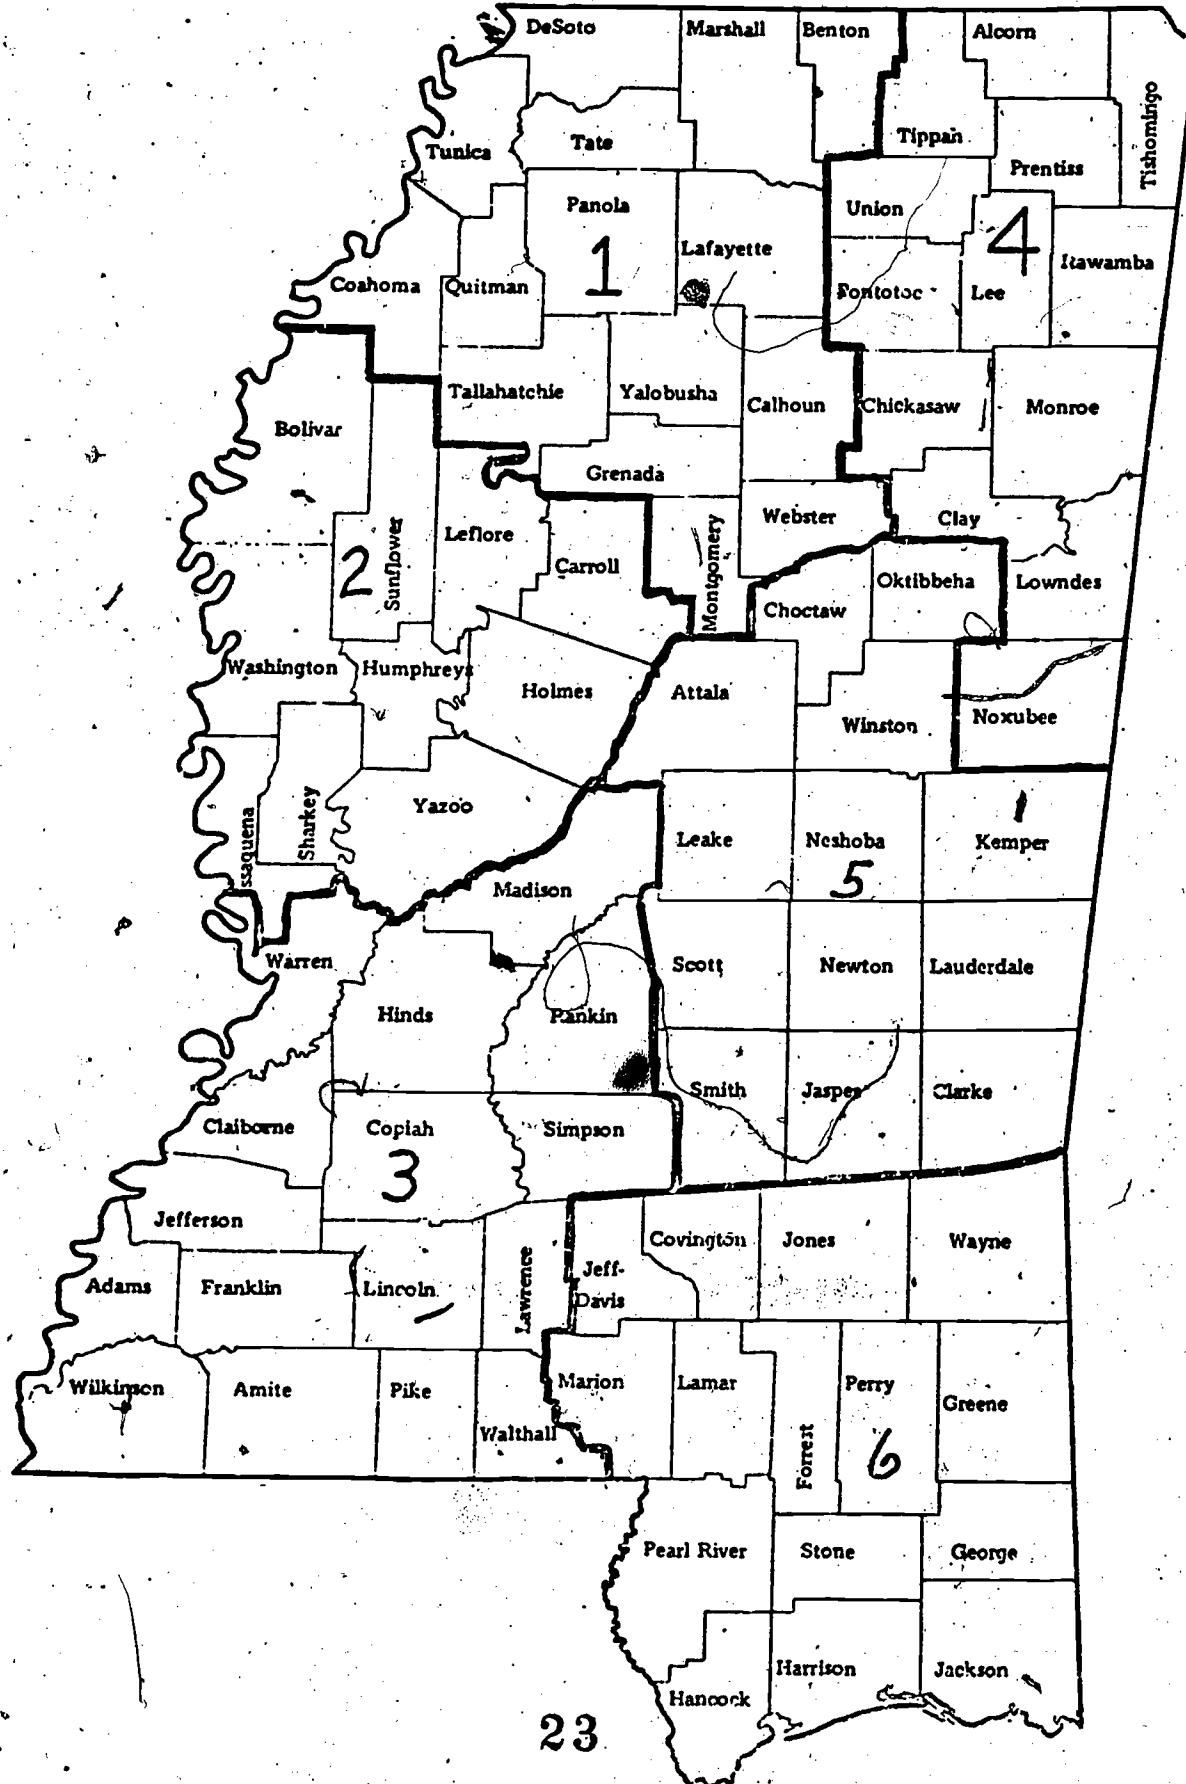 DeSoto Marshall Benton Alcorn
Tishomingo
Tippah
Tunica Tate
Prentiss
Panola Union
1 Lafayette 4
Coahoma Quitman Pontotoc Lee Itawamba
Tallahatchie Yalobusha Calhoun Chickasaw Monroe
Bolivar
Grenada
Webster Clay
Leflore
2 Sunflower Carroll Montgomery Oktibbeha Lowndes
Choctaw
Washington Humphreys
Holmes Attala
Winston Noxubee
Yazoo
ssaquena Sharkey Leake Neshoba Kemper
5
Madison
Warren Scott Newton Lauderdale
Hinds Rankin
Smith Jasper Clarke
Claiborne Copiah Simpson
3
Jefferson
Covington Jones Wayne
Adams Franklin Lincoln Lawrence Jeff-
Davis
Wilkinson Amite Pike Marion Lamar Perry
Greene
Walthall Forrest 6
Pearl River Stone George
Harrison Jackson
Hancock
23